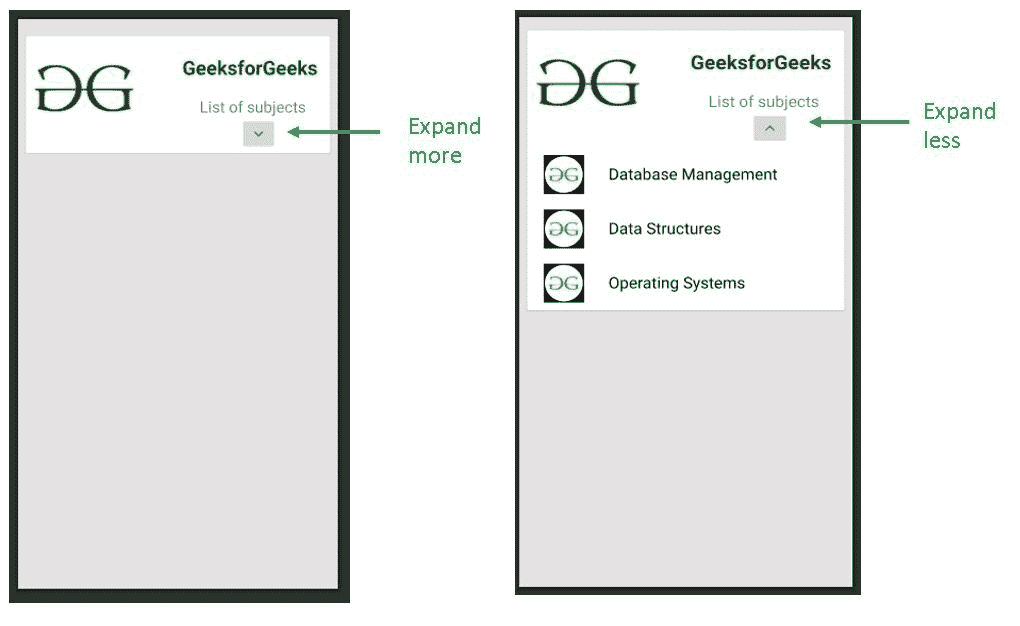 GeeksforGeeks
List of subjects
Expand
more
GeeksforGeeks
List of subjects
Expand
less
Database Management
Data Structures
Operating Systems